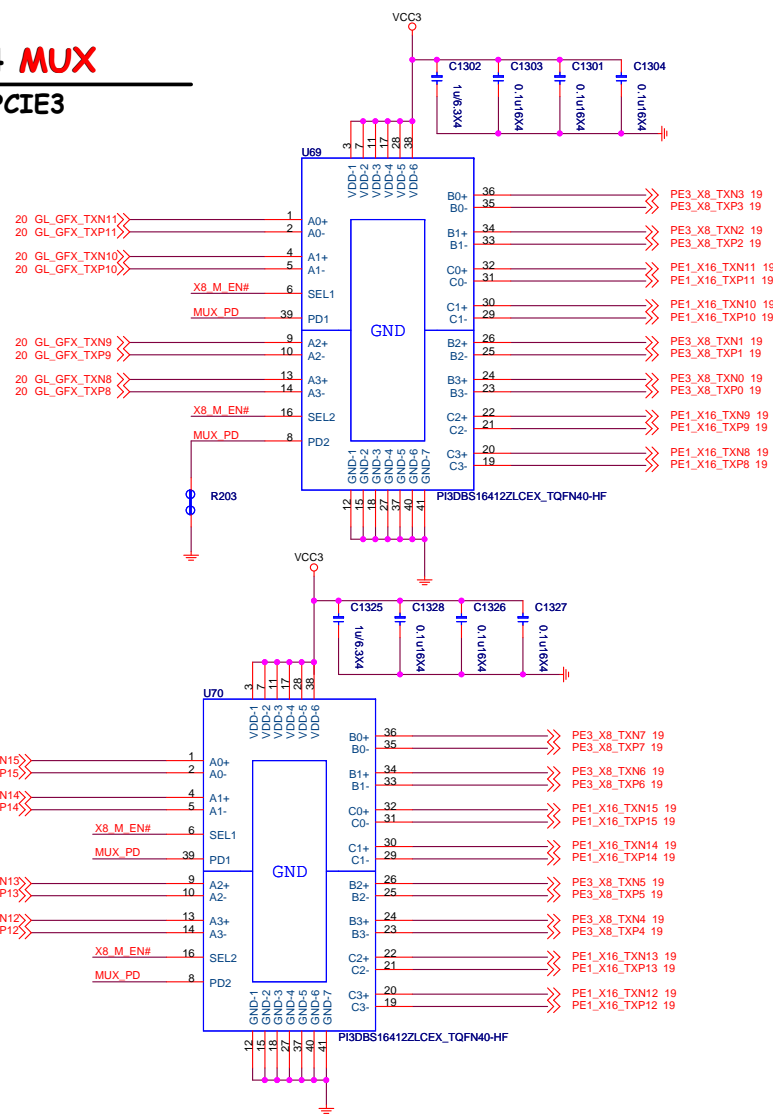 MUX
PCIE3
VCC3
C1302
C1303
C1301
C1304
1u/6.3X4
0.1u16X4
0.1u16X4
0.1u16X4
3
7
11
17
28
38
U69
VDD-1
VDD-2
VDD-3
VDD-4
VDD-5
VDD-6
20 GL_GFX_TXN11 1 A0+
20 GL_GFX_TXP11 2 A0-
20 GL_GFX_TXN10 4 A1+
20 GL_GFX_TXP10 5 A1-
X8_M_EN# 6 SEL1
MUX_PD 39 PD1
20 GL_GFX_TXN9 9 A2+
20 GL_GFX_TXP9 10 A2-
20 GL_GFX_TXN8 13 A3+
20 GL_GFX_TXP8 14 A3-
X8_M_EN# 16 SEL2
MUX_PD 8 PD2
R203
GND
B0+ 36 PE3_X8_TXN3 19
B0- 35 PE3_X8_TXP3 19
B1+ 34 PE3_X8_TXN2 19
B1- 33 PE3_X8_TXP2 19
C0+ 32 PE1_X16_TXN11 19
C0- 31 PE1_X16_TXP11 19
C1+ 30 PE1_X16_TXN10 19
C1- 29 PE1_X16_TXP10 19
B2+ 26 PE3_X8_TXN1 19
B2- 25 PE3_X8_TXP1 19
B3+ 24 PE3_X8_TXN0 19
B3- 23 PE3_X8_TXP0 19
C2+ 22 PE1_X16_TXN9 19
C2- 21 PE1_X16_TXP9 19
C3+ 20 PE1_X16_TXN8 19
C3- 19 PE1_X16_TXP8 19
GND-1
GND-2
GND-3
GND-4
GND-5
GND-6
GND-7
12
15
18
27
37
40
41
PI3DBS16412ZLCEX_TQFN40-HF
VCC3
C1325
C1328
C1326
C1327
1u/6.3X4
0.1u16X4
0.1u16X4
0.1u16X4
3
7
11
17
28
38
U70
VDD-1
VDD-2
VDD-3
VDD-4
VDD-5
VDD-6
N15 1 A0+
P15 2 A0-
N14 4 A1+
P14 5 A1-
X8_M_EN# 6 SEL1
MUX_PD 39 PD1
N13 9 A2+
P13 10 A2-
N12 13 A3+
P12 14 A3-
X8_M_EN# 16 SEL2
MUX_PD 8 PD2
GND
B0+ 36 PE3_X8_TXN7 19
B0- 35 PE3_X8_TXP7 19
B1+ 34 PE3_X8_TXN6 19
B1- 33 PE3_X8_TXP6 19
C0+ 32 PE1_X16_TXN15 19
C0- 31 PE1_X16_TXP15 19
C1+ 30 PE1_X16_TXN14 19
C1- 29 PE1_X16_TXP14 19
B2+ 26 PE3_X8_TXN5 19
B2- 25 PE3_X8_TXP5 19
B3+ 24 PE3_X8_TXN4 19
B3- 23 PE3_X8_TXP4 19
C2+ 22 PE1_X16_TXN13 19
C2- 21 PE1_X16_TXP13 19
C3+ 20 PE1_X16_TXN12 19
C3- 19 PE1_X16_TXP12 19
GND-1
GND-2
GND-3
GND-4
GND-5
GND-6
GND-7
12
15
18
27
37
40
41
PI3DBS16412ZLCEX_TQFN40-HF